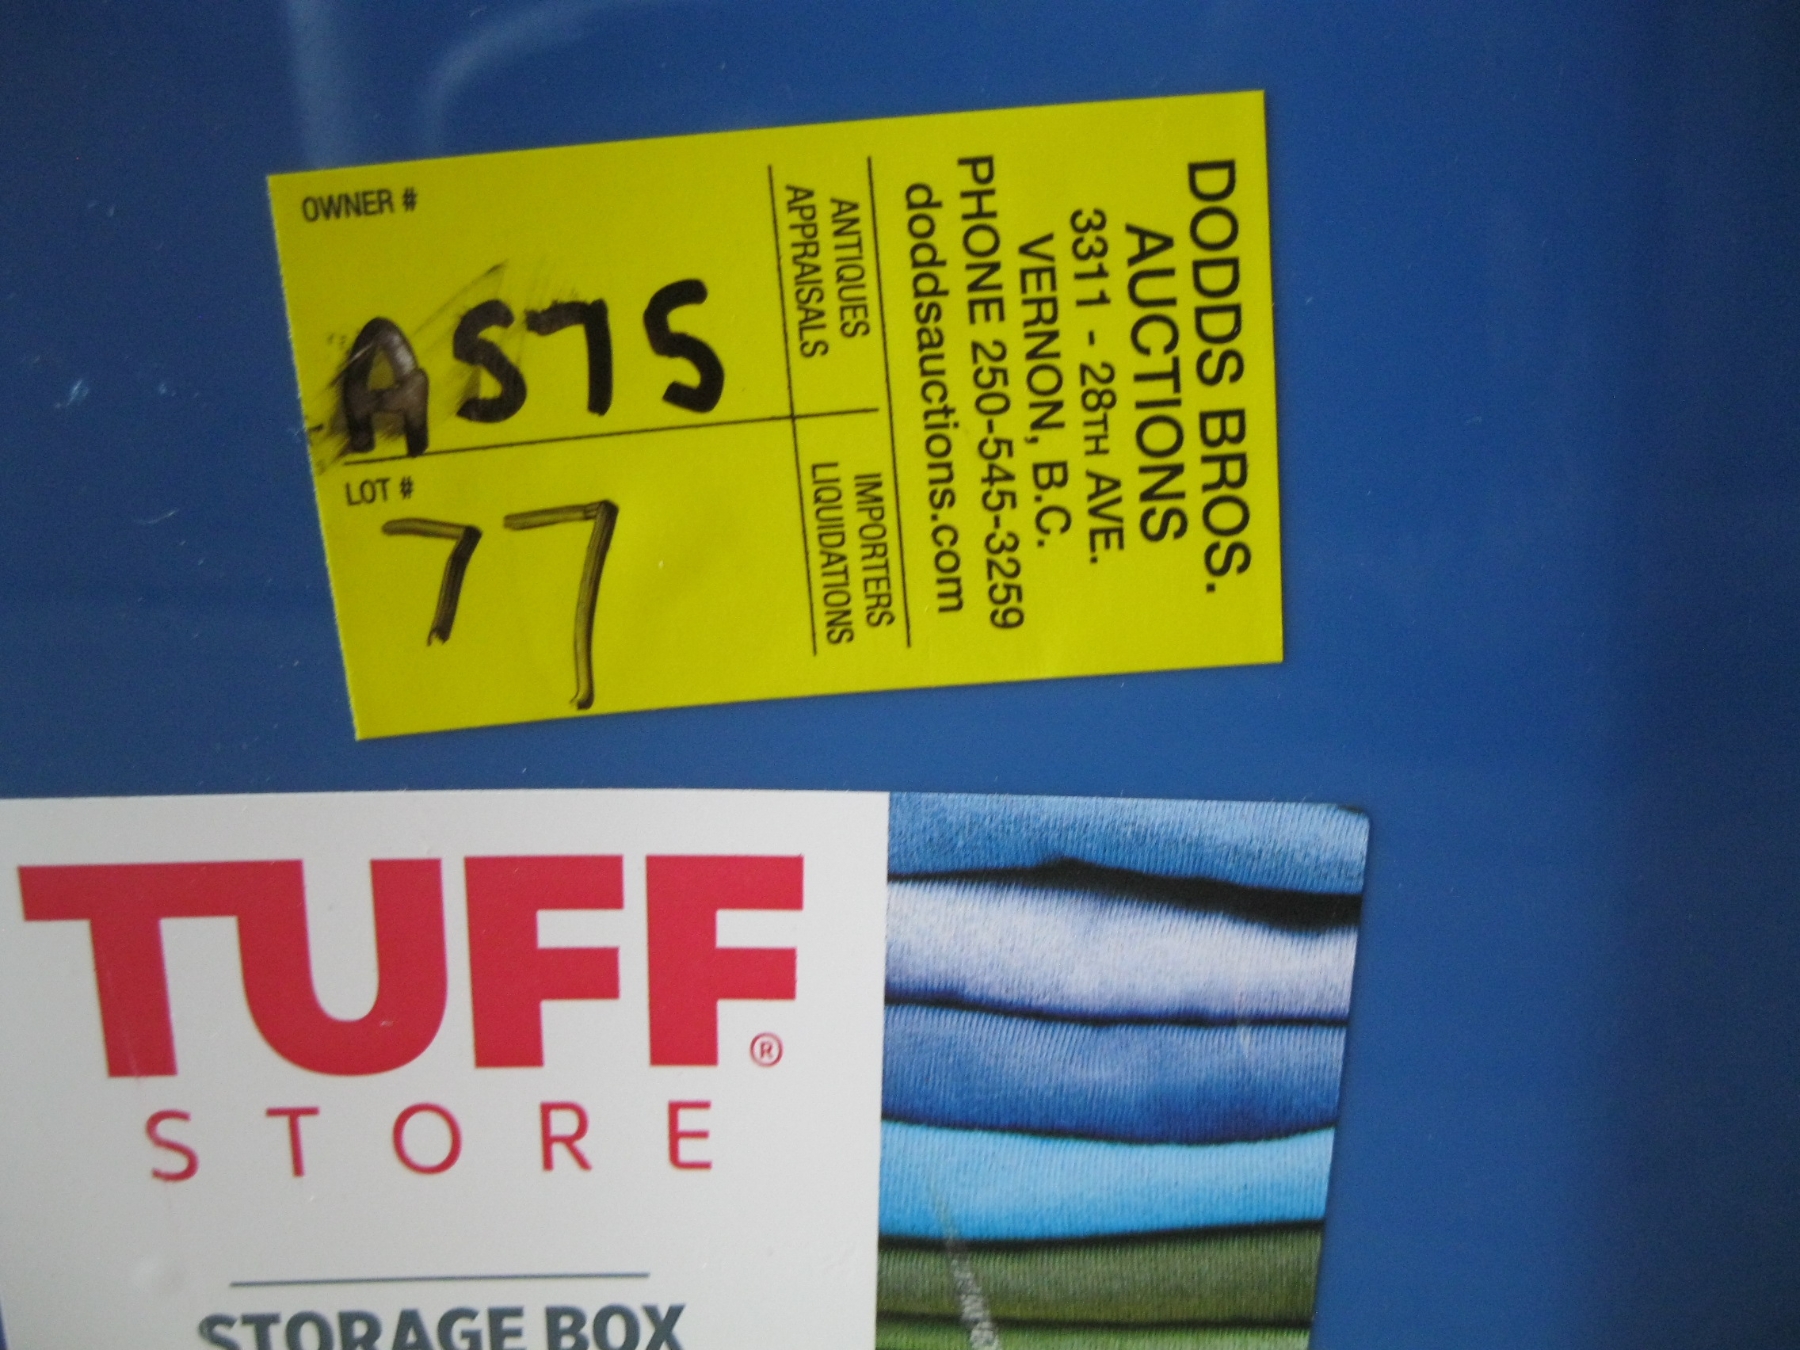 DODDS BROS.
AUCTIONS
3311 - 28TH AVE.
VERNON, B.C.
PHONE 250-545-3259
doddsauctions.com
ANTIQUES
APPRAISALS
IMPORTERS
LIQUIDATIONS
OWNER #
A575
LOT #
77
TUFF®
STORE
STORAGE BOX